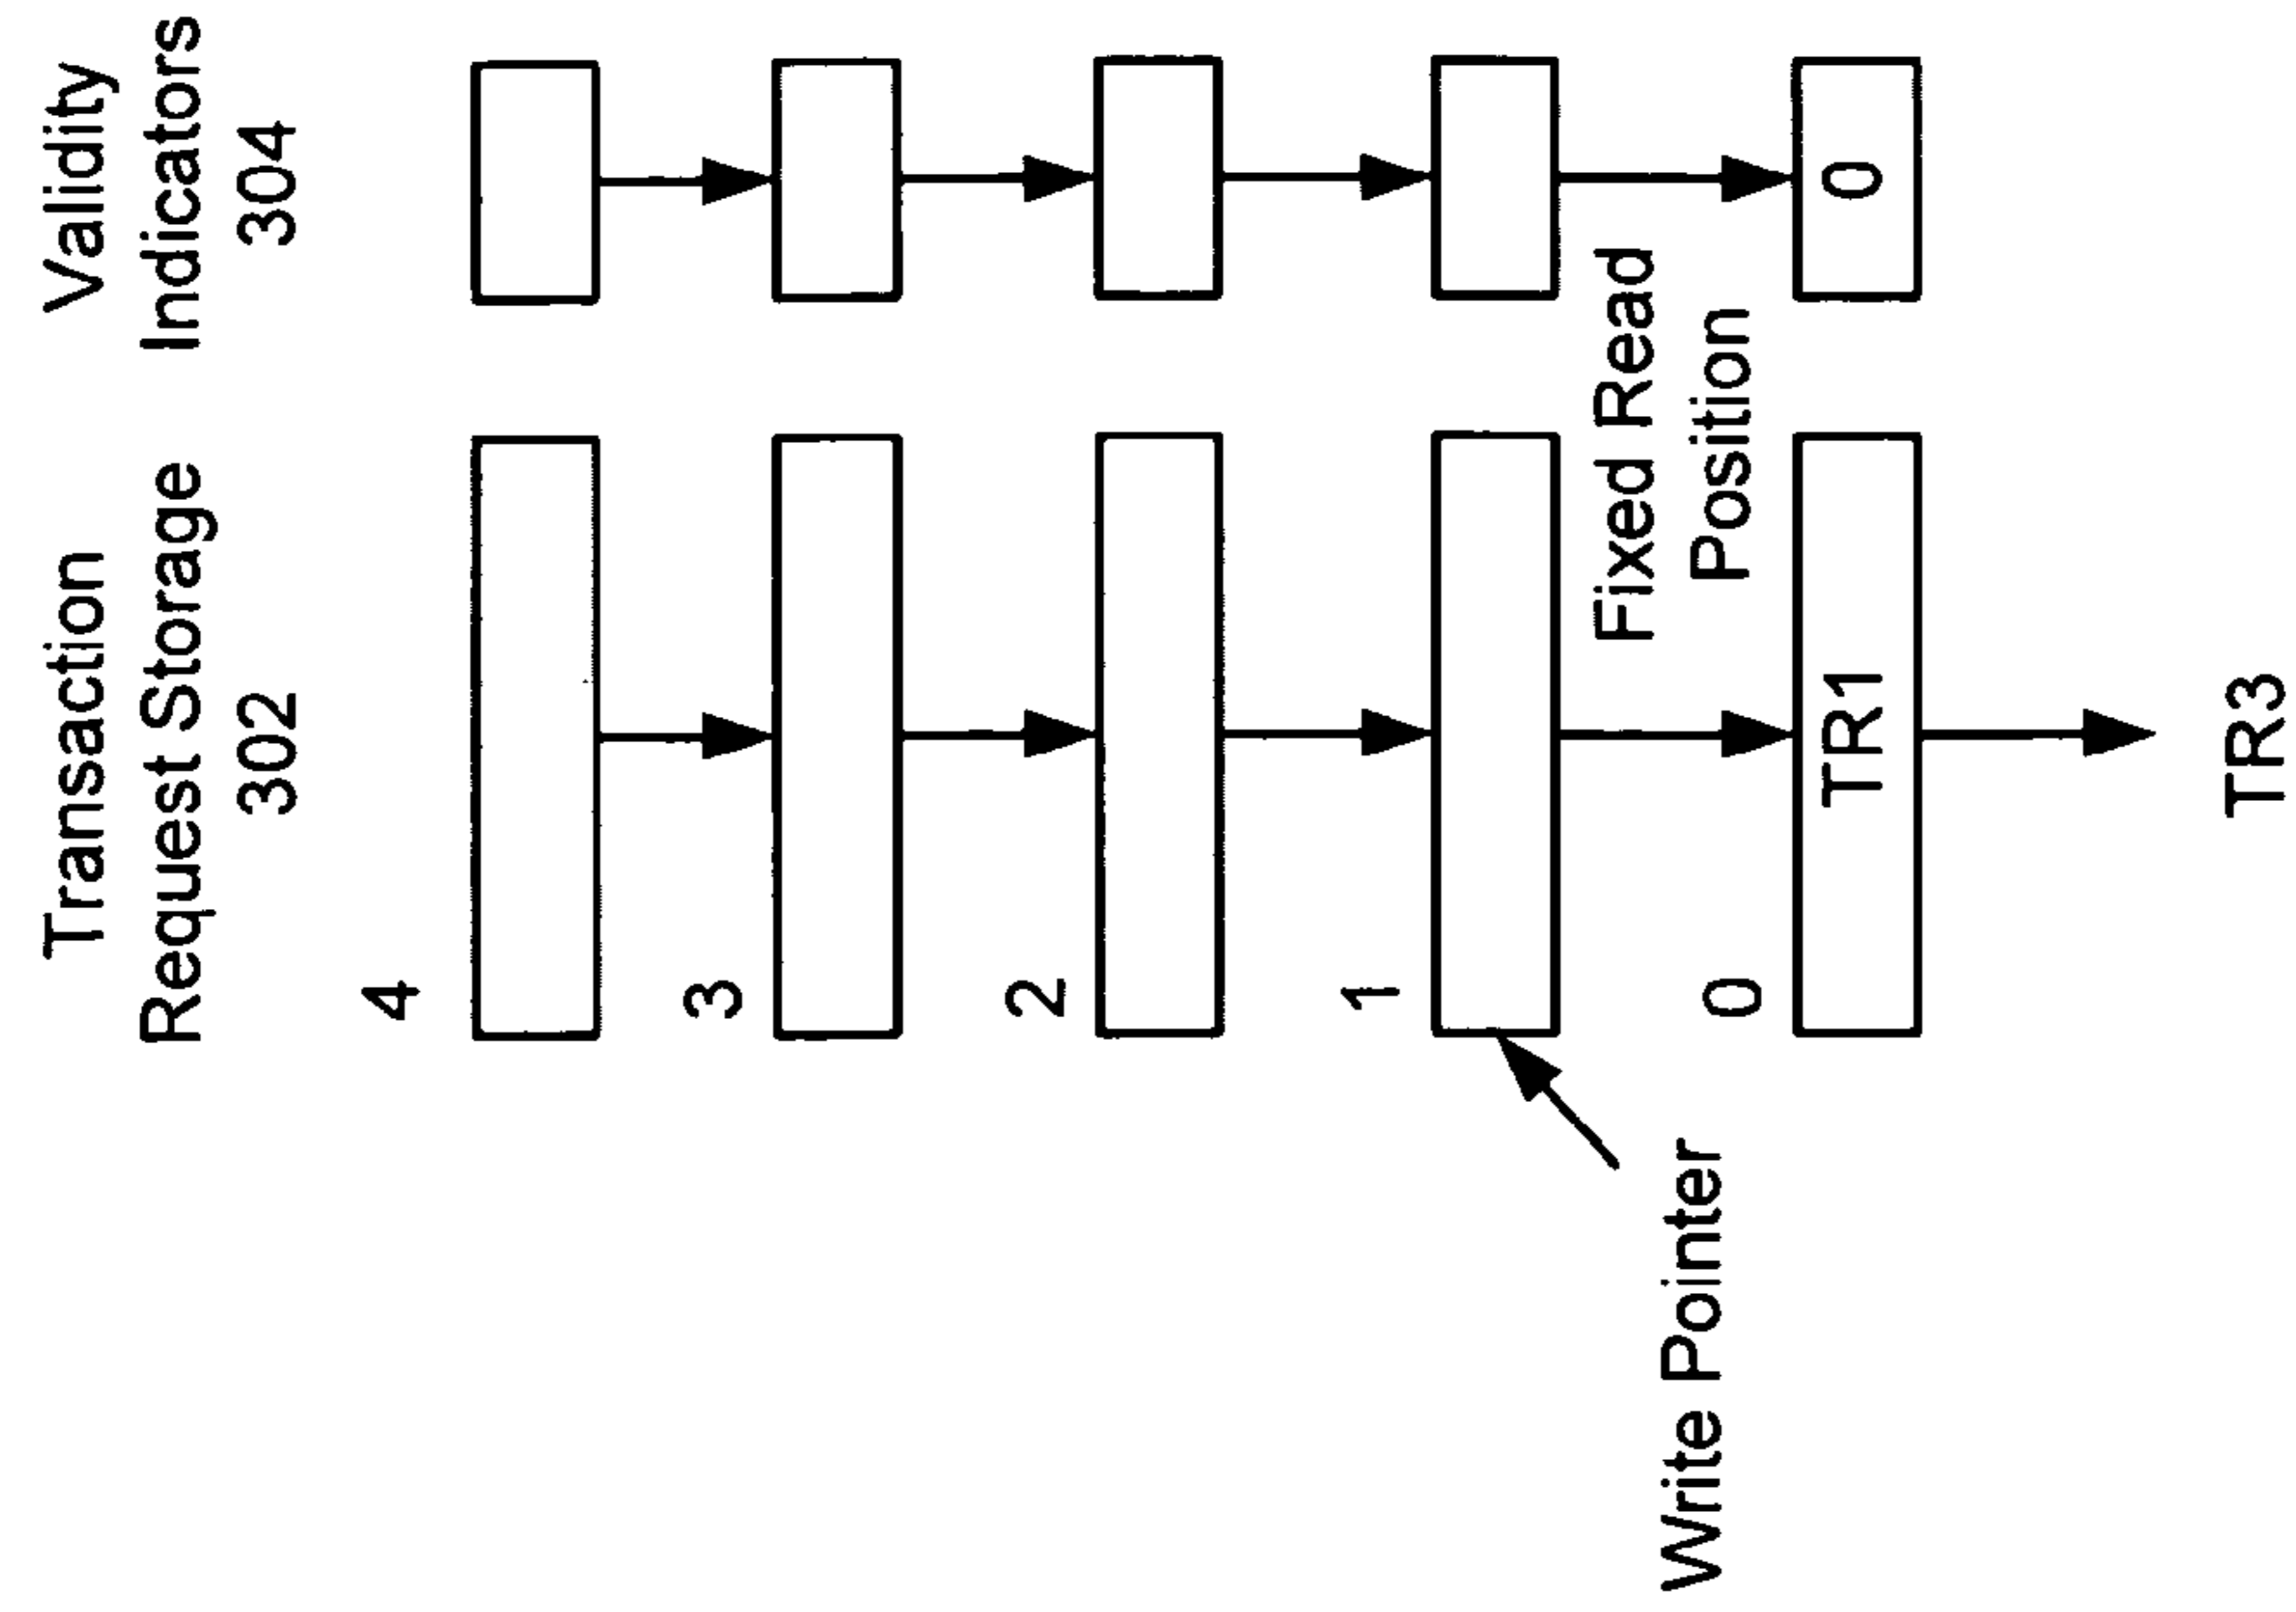 Transaction
Request Storage
302
Validity
Indicators
304
4
3
2
1
Fixed Read
Position
Write Pointer
0
TR1
0
TR3